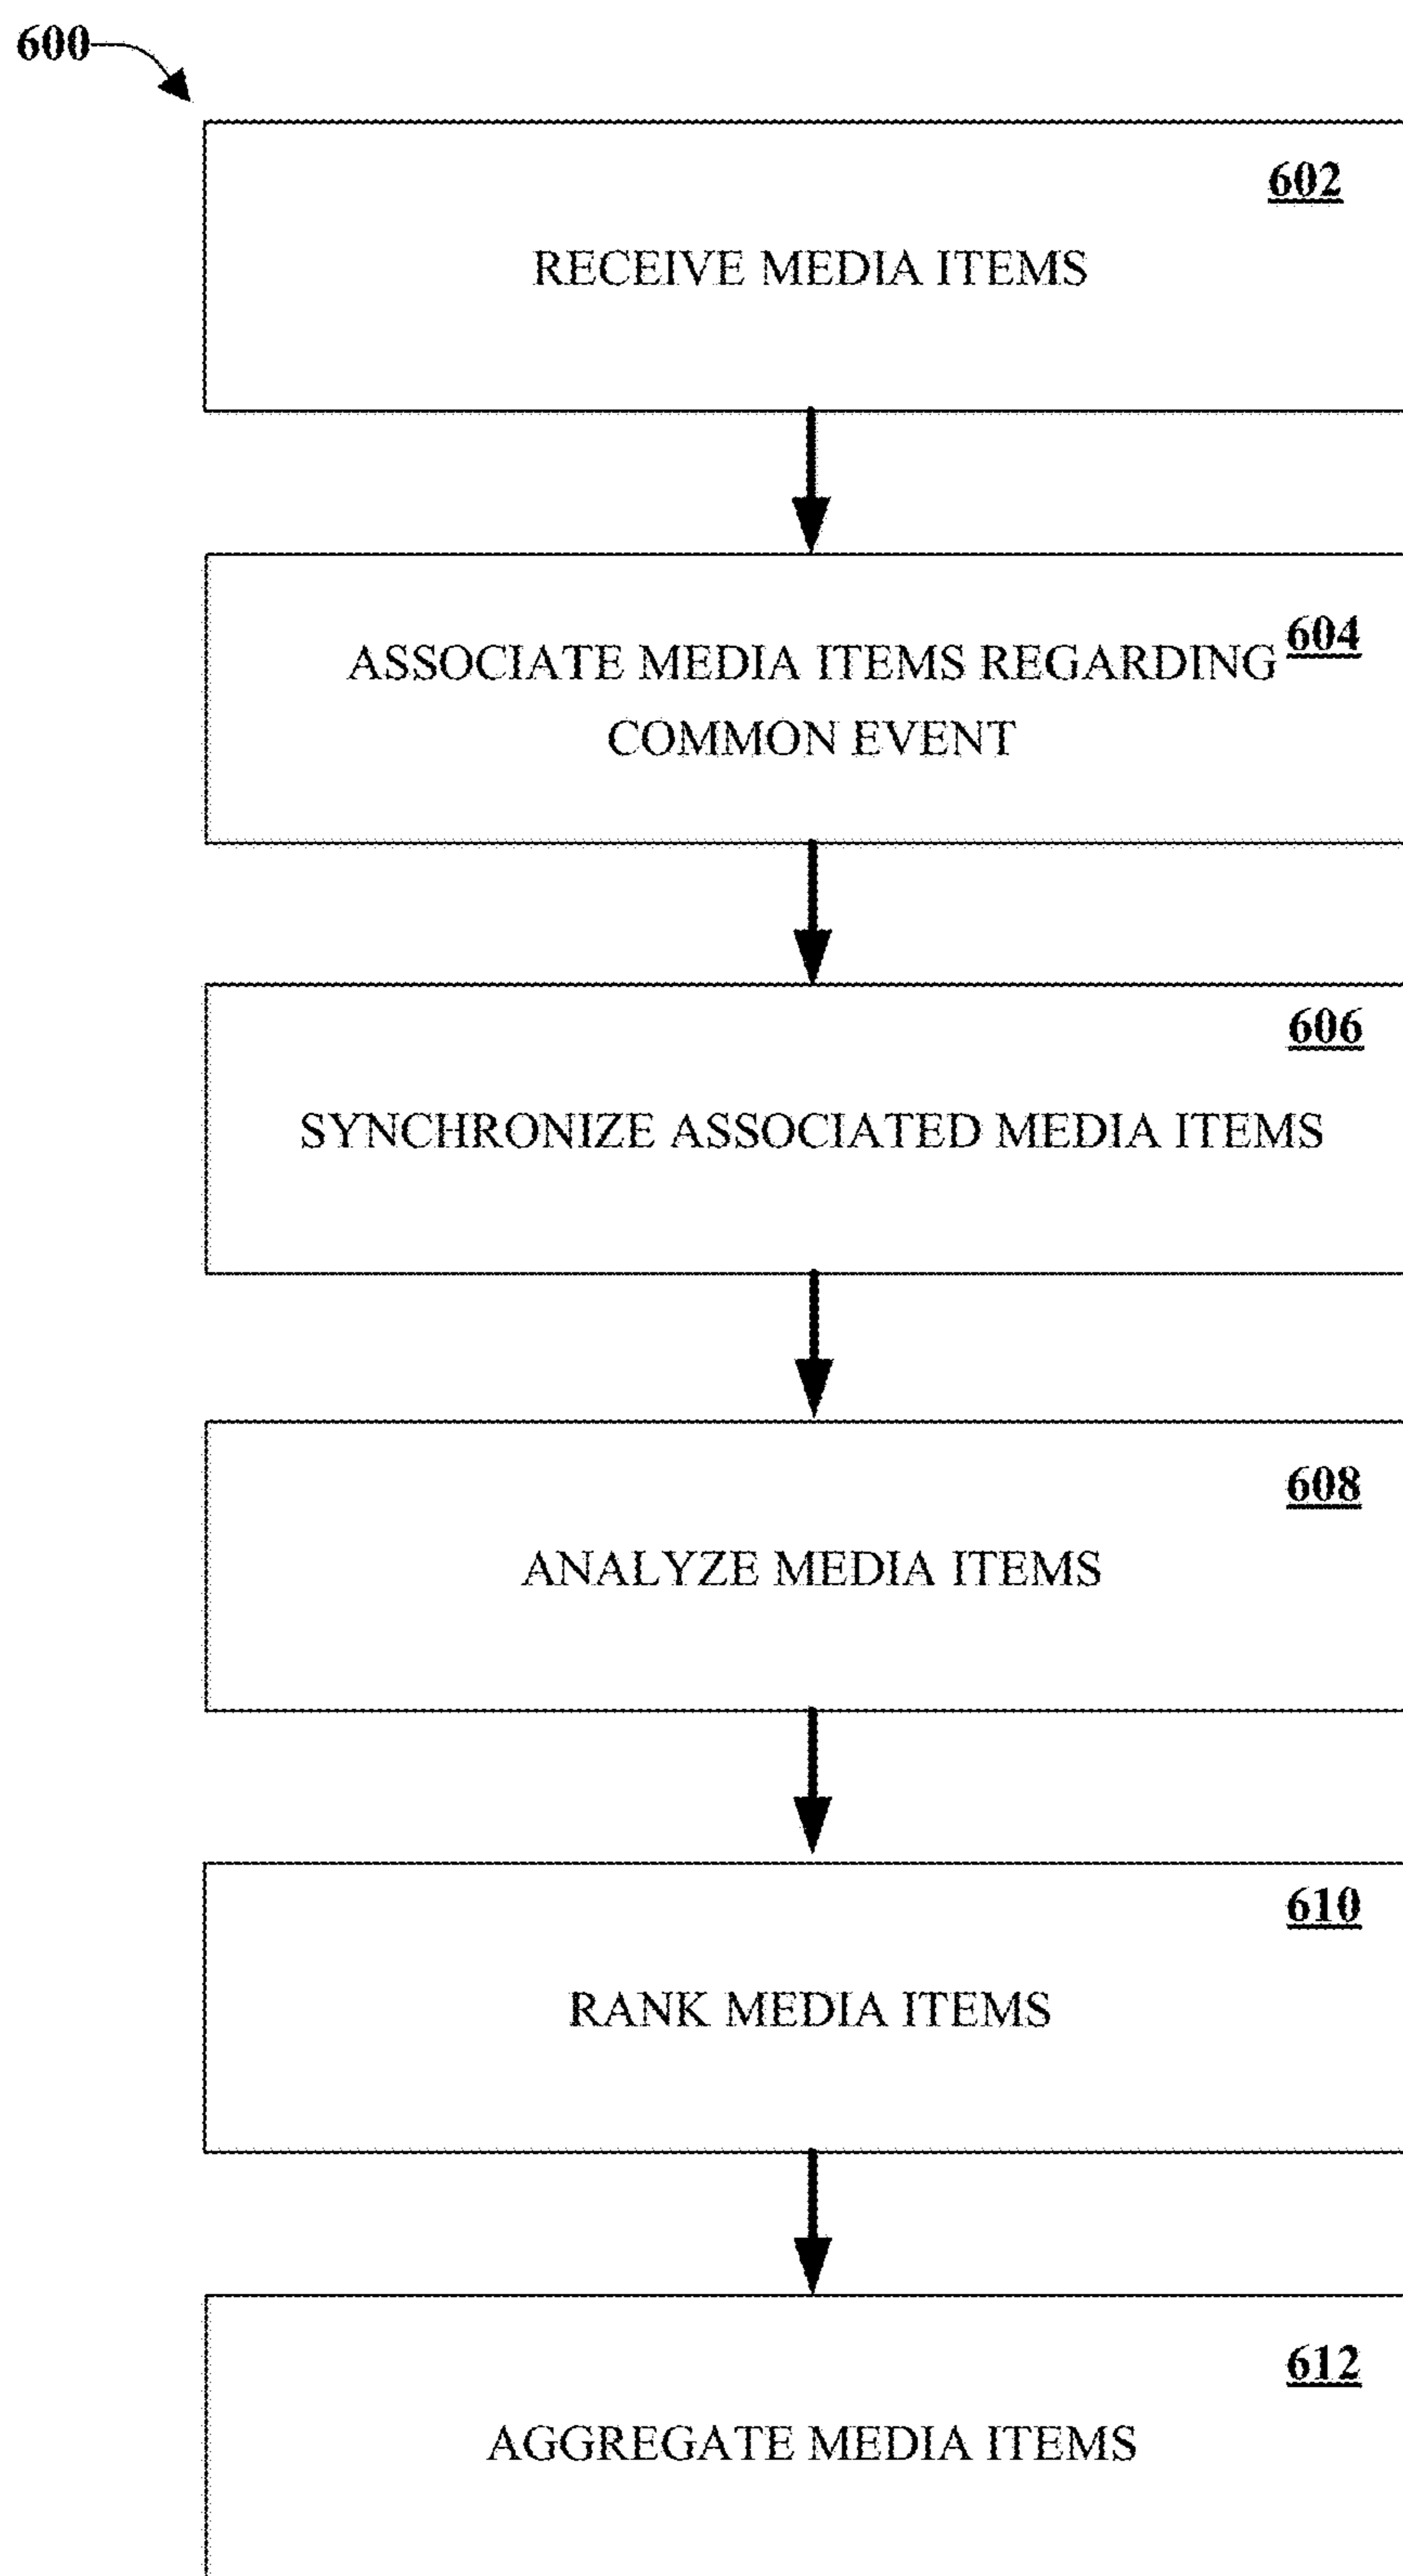 600
602
RECEIVE MEDIA ITEMS
604
ASSOCIATE MEDIA ITEMS REGARDING
COMMON EVENT
606
SYNCHRONIZE ASSOCIATED MEDIA ITEMS
608
ANALYZE MEDIA ITEMS
610
RANK MEDIA ITEMS
612
AGGREGATE MEDIA ITEMS